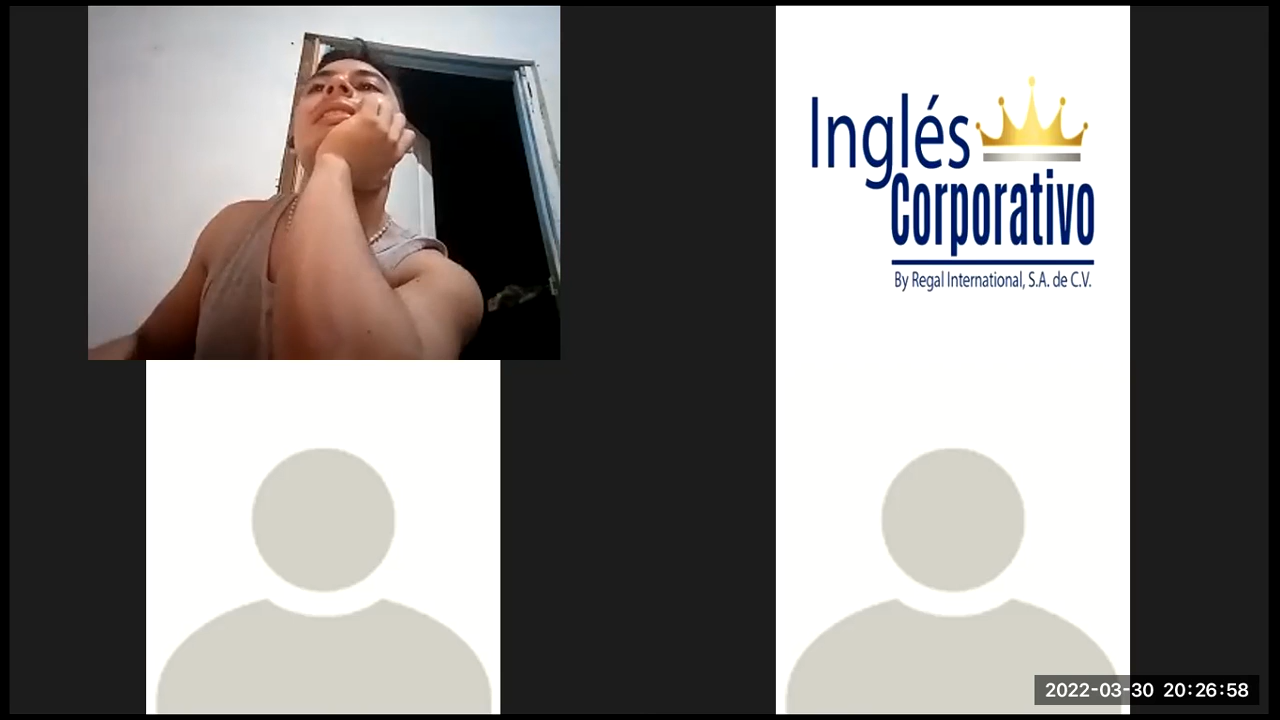 Inglés
Corporativo
By Regal International, S.A. de C.V.
2022-03-30 20:26:58